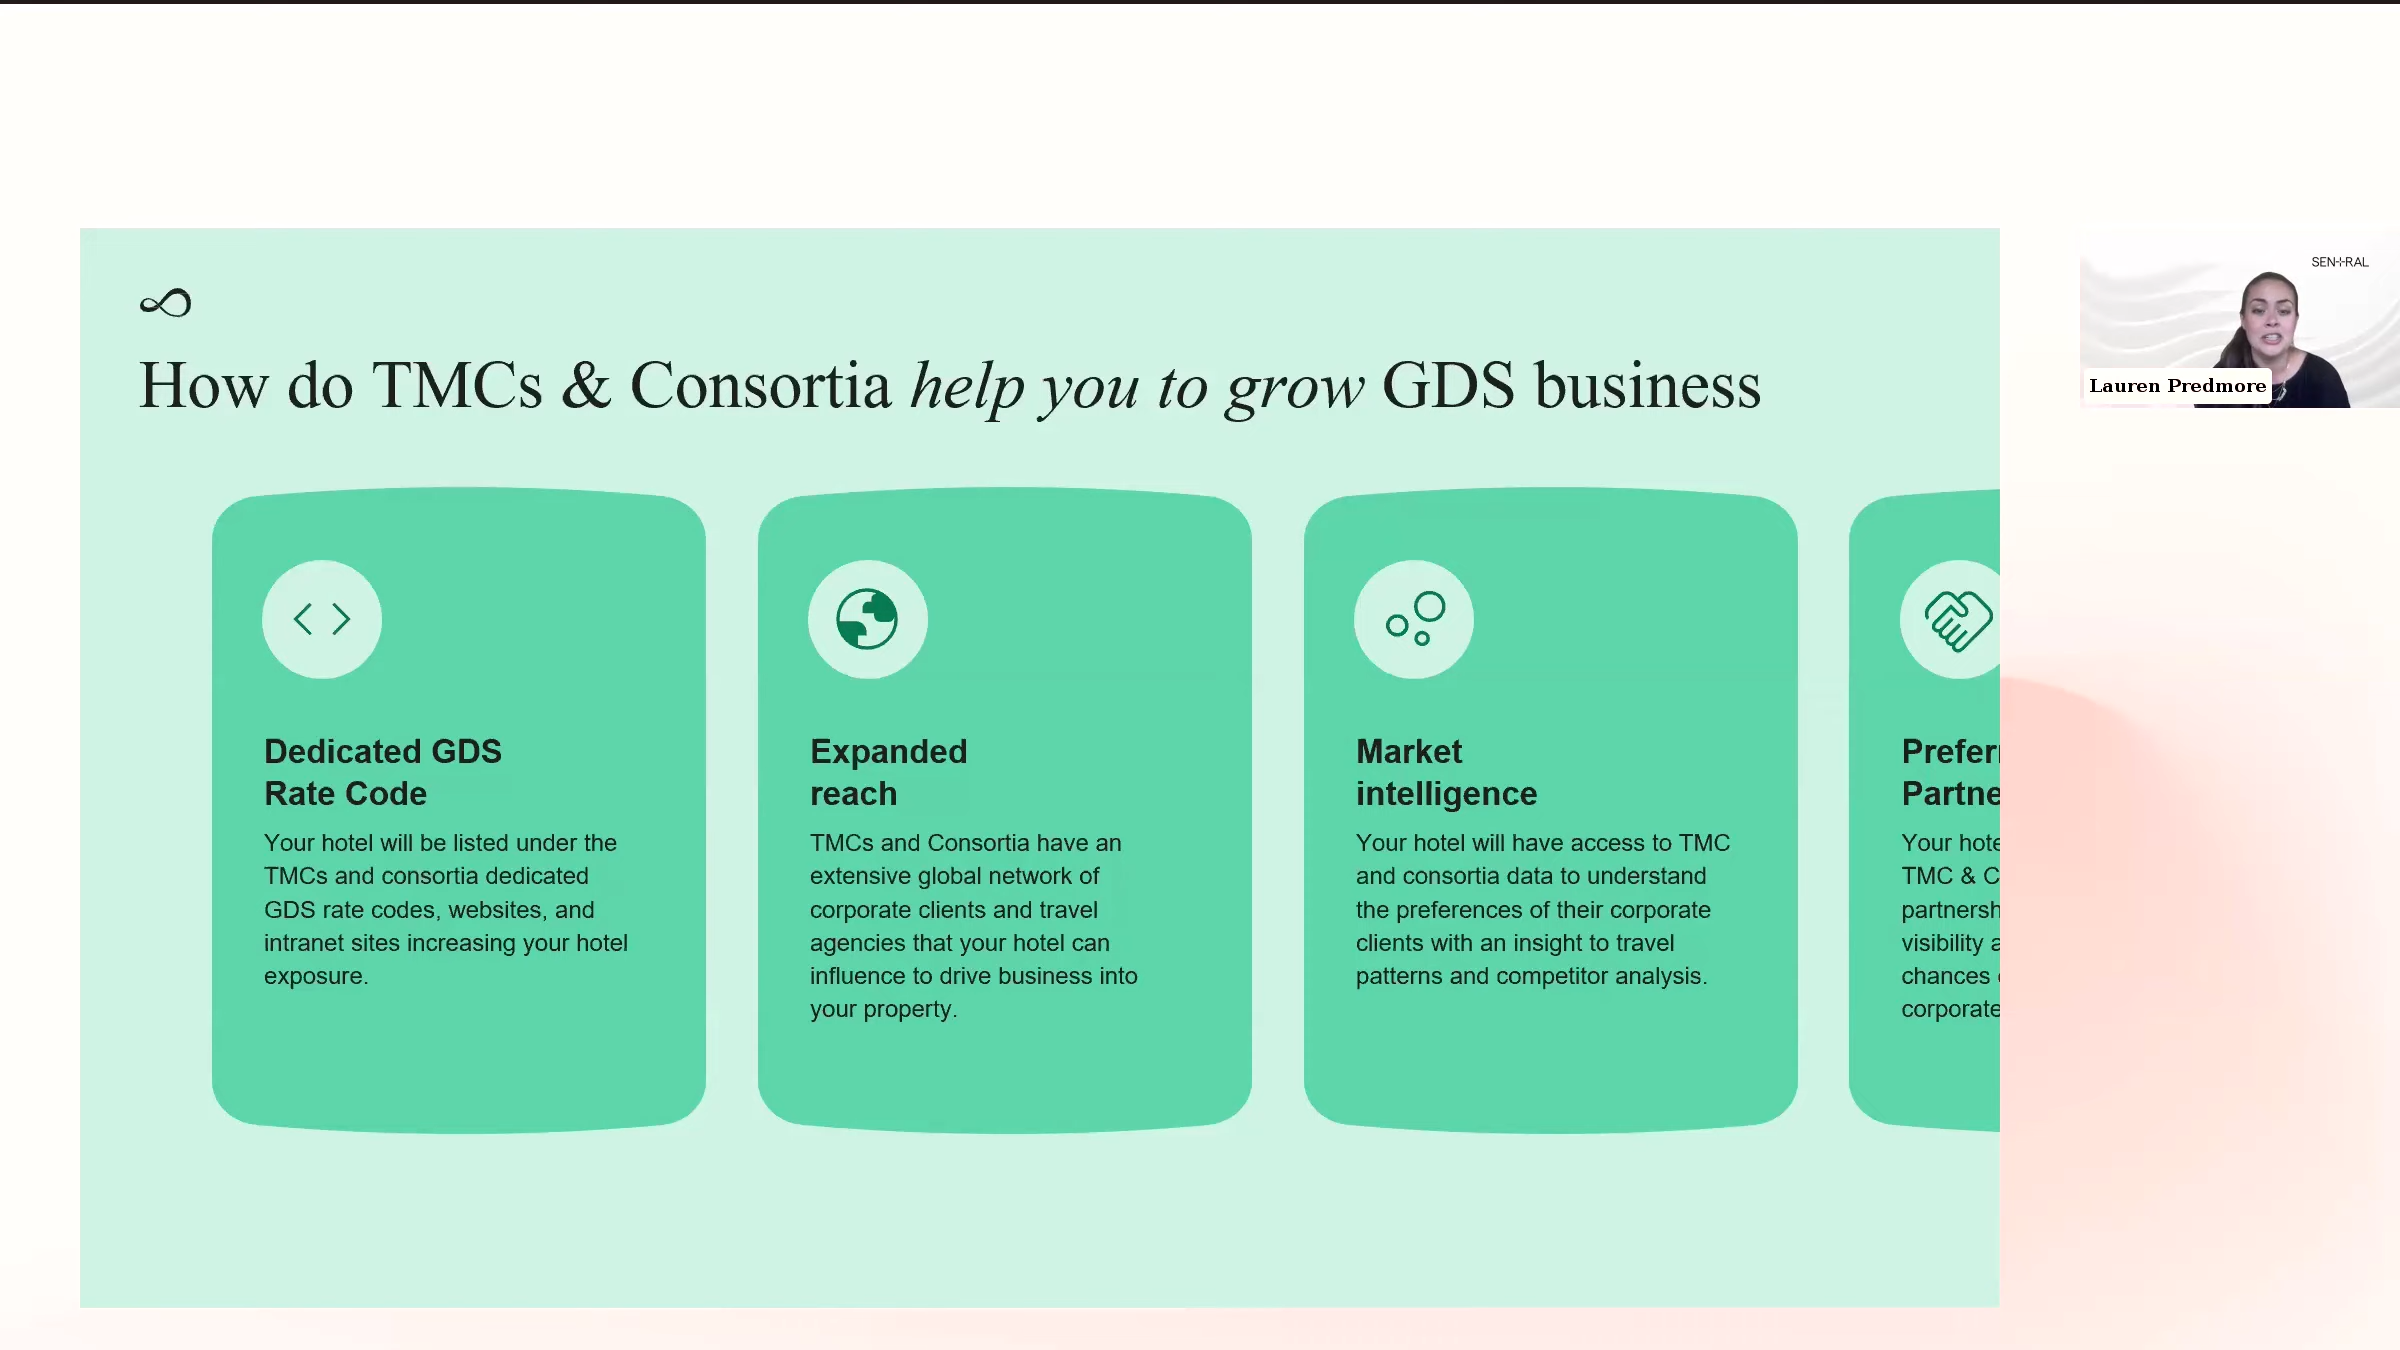 SEN+RAL
Lauren Predmore
How do TMCs & Consortia help you to grow GDS business
Dedicated GDS
Rate Code
Your hotel will be listed under the
TMCs and consortia dedicated
GDS rate codes, websites, and
intranet sites increasing your hotel
exposure.
Expanded
reach
TMCs and Consortia have an
extensive global network of
corporate clients and travel
agencies that your hotel can
influence to drive business into
your property.
Market
intelligence
Your hotel will have access to TMC
and consortia data to understand
the preferences of their corporate
clients with an insight to travel
patterns and competitor analysis.
Your
TMC &
visibility
chances
corporate